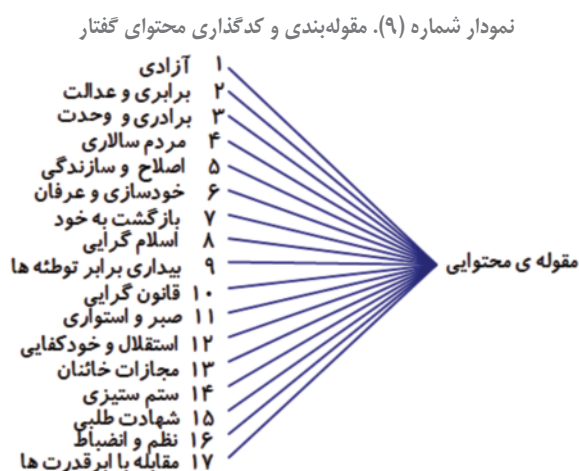 نمودار شماره (۹). مقوله‌بندی و کدگذاری محتوای گفتار
۱ آزادی
۲ برابری و عدالت
۳ برادری و وحدت
۴ مردم سالاری
۵ اصلاح و سازندگی
۶ خودسازی و عرفان
۷ بازگشت به خود
۸ اسلام گرایی
۹ بیداری برابر توطئه ها
۱۰ قانون گرایی
۱۱ صبر و استواری
۱۲ استقلال و خودکفایی
۱۳ مجازات خائنان
۱۴ ستم ستیزی
۱۵ شهادت طلبی
۱۶ نظم و انضباط
۱۷ مقابله با ابرقدرت ها
مقوله ی محتوایی